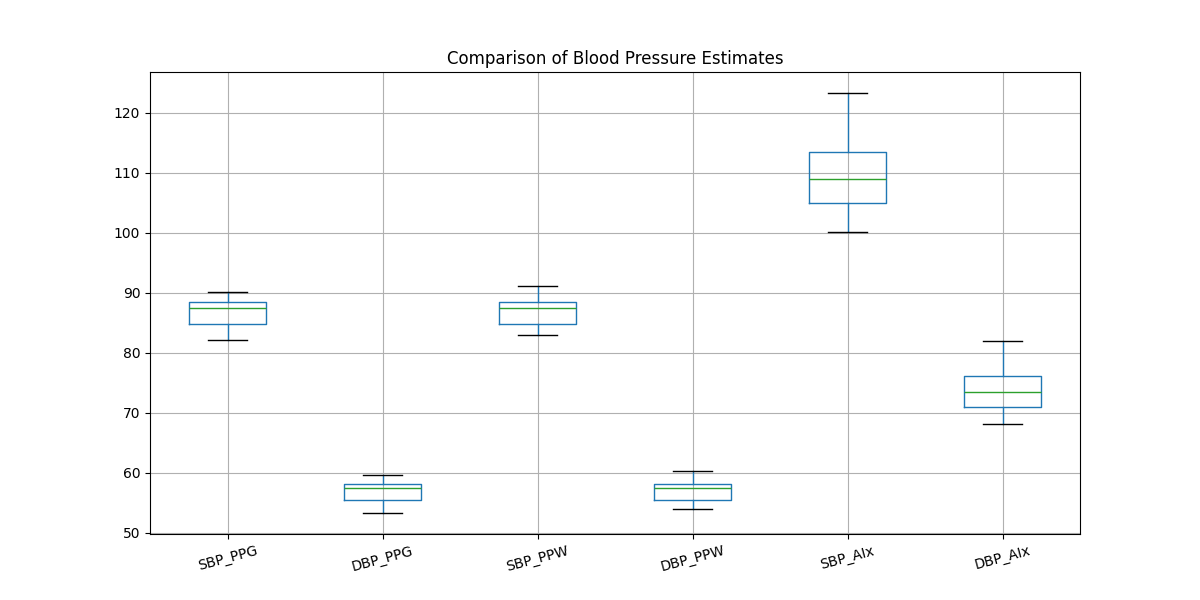 Comparison of Blood Pressure Estimates
120
110
100
90
80
70
60
50
SBP_PPG
DBP_PPG
SBP_PPW
DBP_PPW
SBP_AIx
DBP_AIx